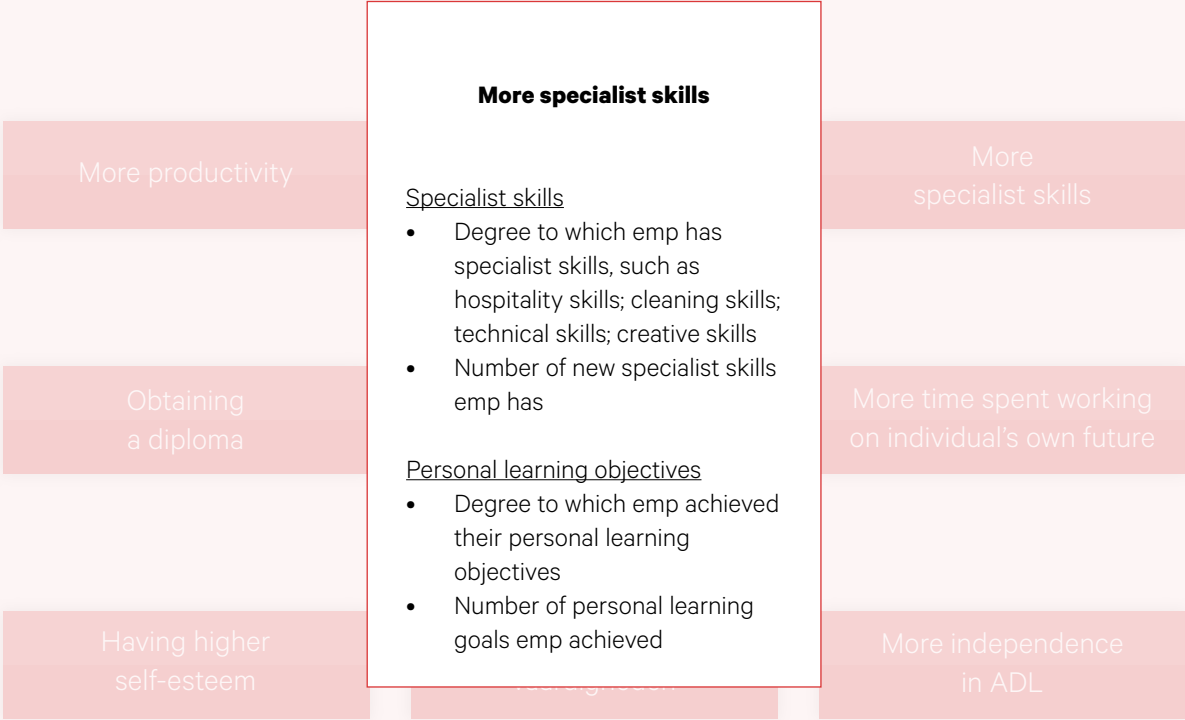 More specialist skills
More productivity
More
specialist skills
Specialist skills
• Degree to which emp has
specialist skills, such as
hospitality skills; cleaning skills;
technical skills; creative skills
• Number of new specialist skills
emp has
Obtaining
a diploma
More time spent working
on individual's own future
Personal learning objectives
• Degree to which emp achieved
their personal learning
objectives
• Number of personal learning
goals emp achieved
Having higher
self-esteem
More independence
in ADL